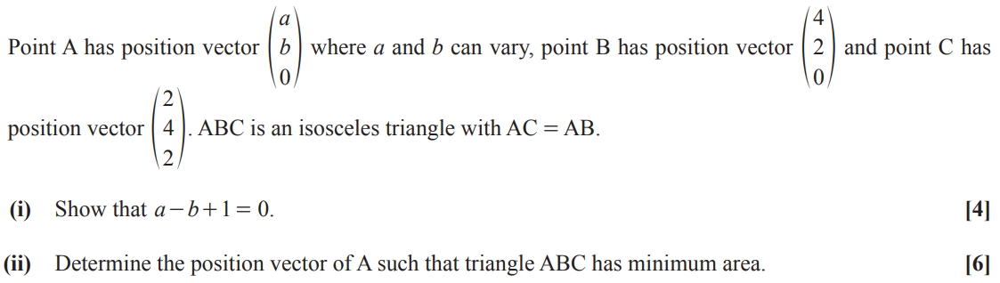 Point A has position vector $\begin{pmatrix} a \\ b \\ 0 \end{pmatrix}$ where $a$ and $b$ can vary, point B has position vector $\begin{pmatrix} 4 \\ 2 \\ 0 \end{pmatrix}$ and point C has
position vector $\begin{pmatrix} 2 \\ 4 \\ 2 \end{pmatrix}$. ABC is an isosceles triangle with AC = AB.
(i) Show that $a - b + 1 = 0$. [4]
(ii) Determine the position vector of A such that triangle ABC has minimum area. [6]